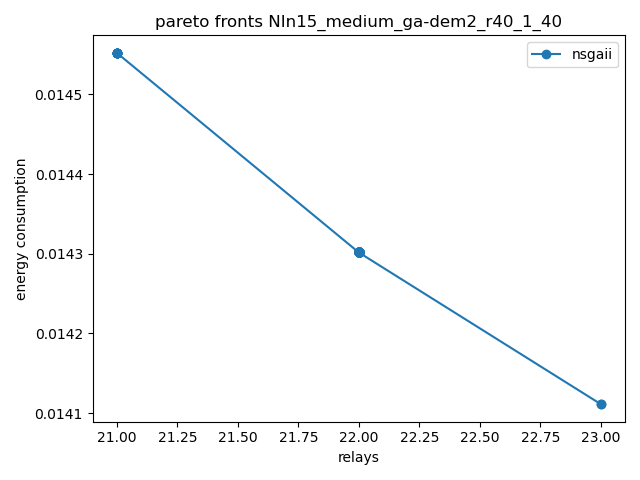 pareto fronts NIn15_medium_ga-dem2_r40_1_40
nsgaii
0.0145
0.0144
0.0143
0.0142
0.0141
energy consumption
21.00 21.25 21.50 21.75 22.00 22.25 22.50 22.75 23.00
relays